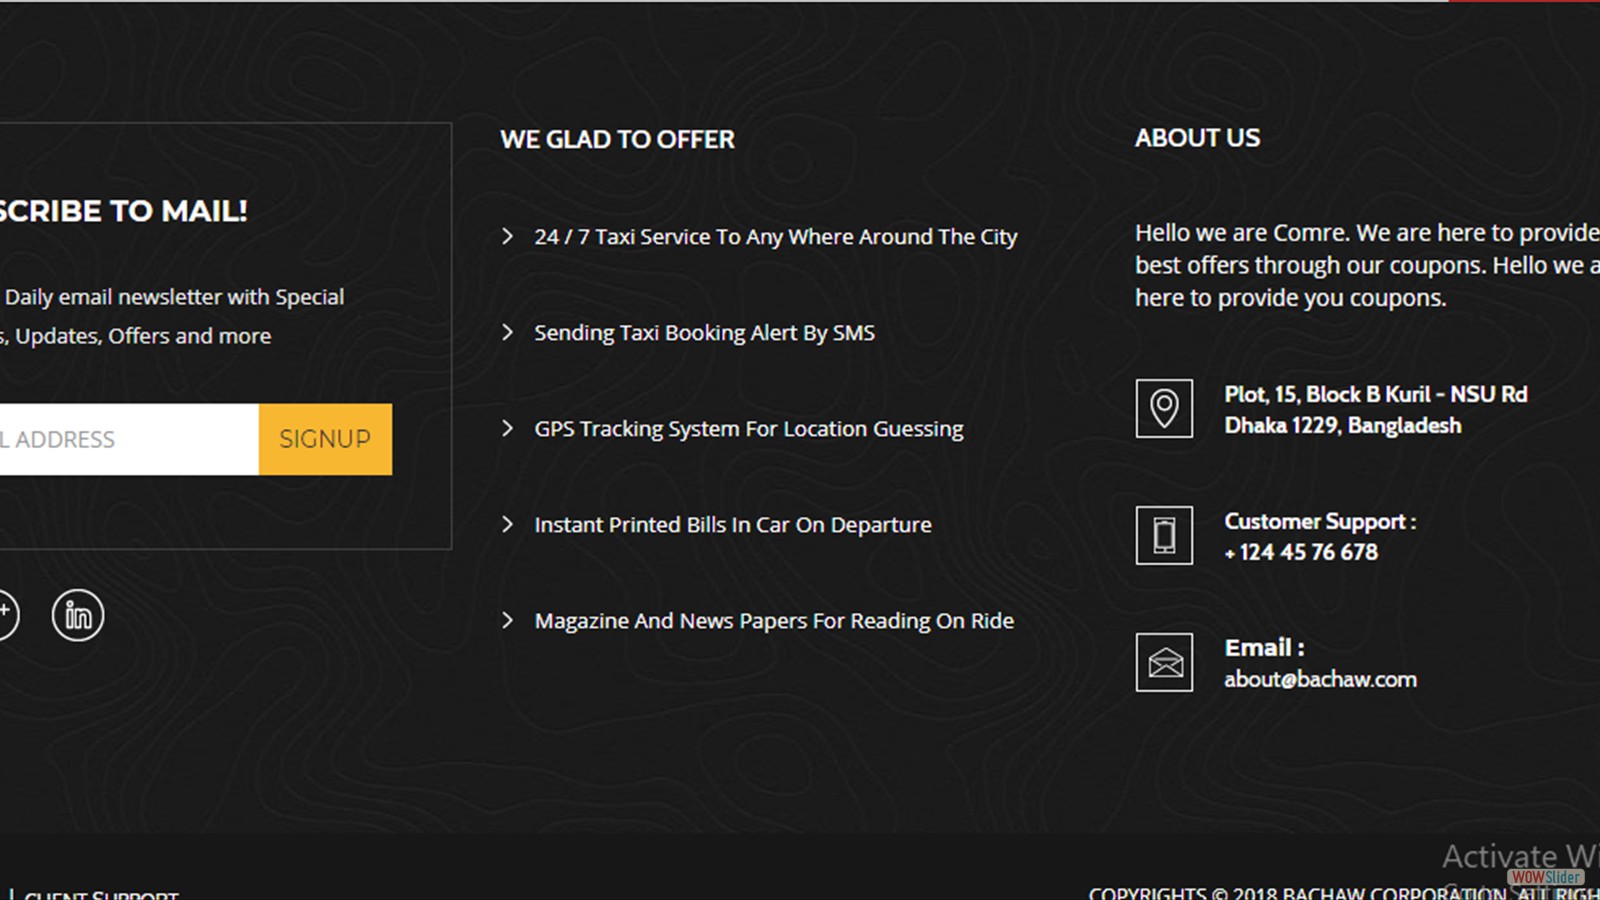 SCRIBE TO MAIL!
Daily email newsletter with Special
s, Updates, Offers and more
L ADDRESS
SIGNUP
in
WE GLAD TO OFFER
24 / 7 Taxi Service To Any Where Around The City
Sending Taxi Booking Alert By SMS
GPS Tracking System For Location Guessing
Instant Printed Bills In Car On Departure
Magazine And News Papers For Reading On Ride
ABOUT US
Hello we are Comre. We are here to provide
best offers through our coupons. Hello we a
here to provide you coupons.
Plot, 15, Block B Kuril - NSU Rd
Dhaka 1229, Bangladesh
Customer Support :
+ 124 45 76 678
Email :
about@bachaw.com
Activate Wi
WOWSlider
| CLIENT SUPPORT
COPYRIGHTS © 2018 BACHAW CORPORATION. ALL RIGH